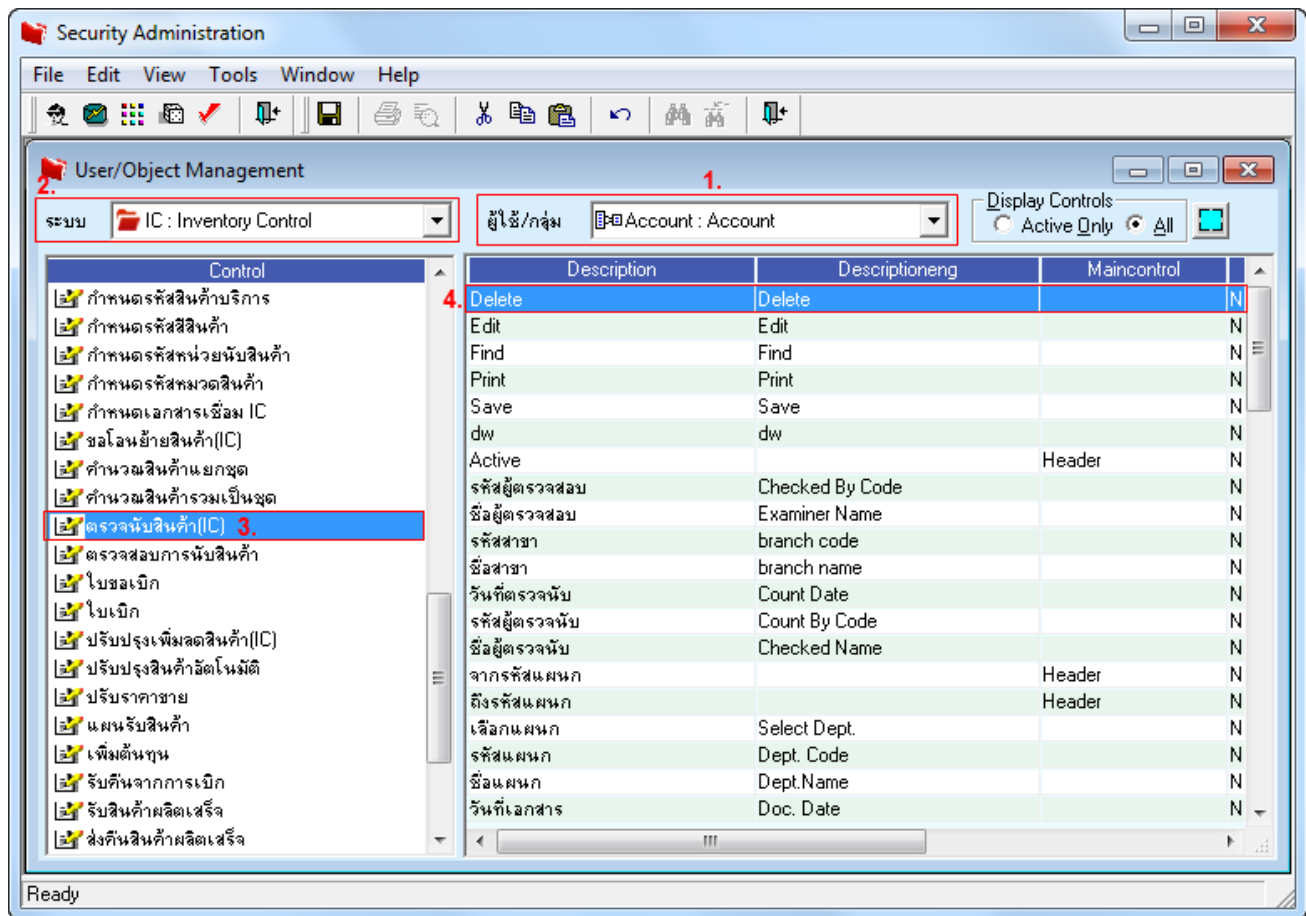 Security Administration
File Edit View Tools Window Help
User/Object Management
2.
1.
ระบบ IC : Inventory Control ผู้ใช้/กลุ่ม Account : Account Display Controls
Active Only All
Control
กำหนดรหัสสินค้าบริการ
กำหนดรหัสสีสินค้า
กำหนดรหัสหน่วยนับสินค้า
กำหนดรหัสหมวดสินค้า
กำหนดเอกสารเชื่อม IC
ขอโอนย้ายสินค้า(IC)
คำนวณสินค้าแยกชุด
คำนวณสินค้ารวมเป็นชุด
ตรวจนับสินค้า(IC) 3.
ตรวจสอบการนับสินค้า
ใบขอเบิก
ใบเบิก
ปรับปรุงเพิ่มลดสินค้า(IC)
ปรับปรุงสินค้าอัตโนมัติ
ปรับราคาขาย
แผนรับสินค้า
เพิ่มต้นทุน
รับคืนจากการเบิก
รับสินค้าผลิตเสร็จ
ส่งคืนสินค้าผลิตเสร็จ
Description Descriptioneng Maincontrol
4. Delete Delete N
Edit Edit N
Find Find N
Print Print N
Save Save N
dw dw N
Active Header N
รหัสผู้ตรวจสอบ Checked By Code N
ชื่อผู้ตรวจสอบ Examiner Name N
รหัสสาขา branch code N
ชื่อสาขา branch name N
วันที่ตรวจนับ Count Date N
รหัสผู้ตรวจนับ Count By Code N
ชื่อผู้ตรวจนับ Checked Name N
จากรหัสแผนก Header N
ถึงรหัสแผนก Header N
เลือกแผนก Select Dept. N
รหัสแผนก Dept. Code N
ชื่อแผนก Dept.Name N
วันที่เอกสาร Doc. Date N
Ready